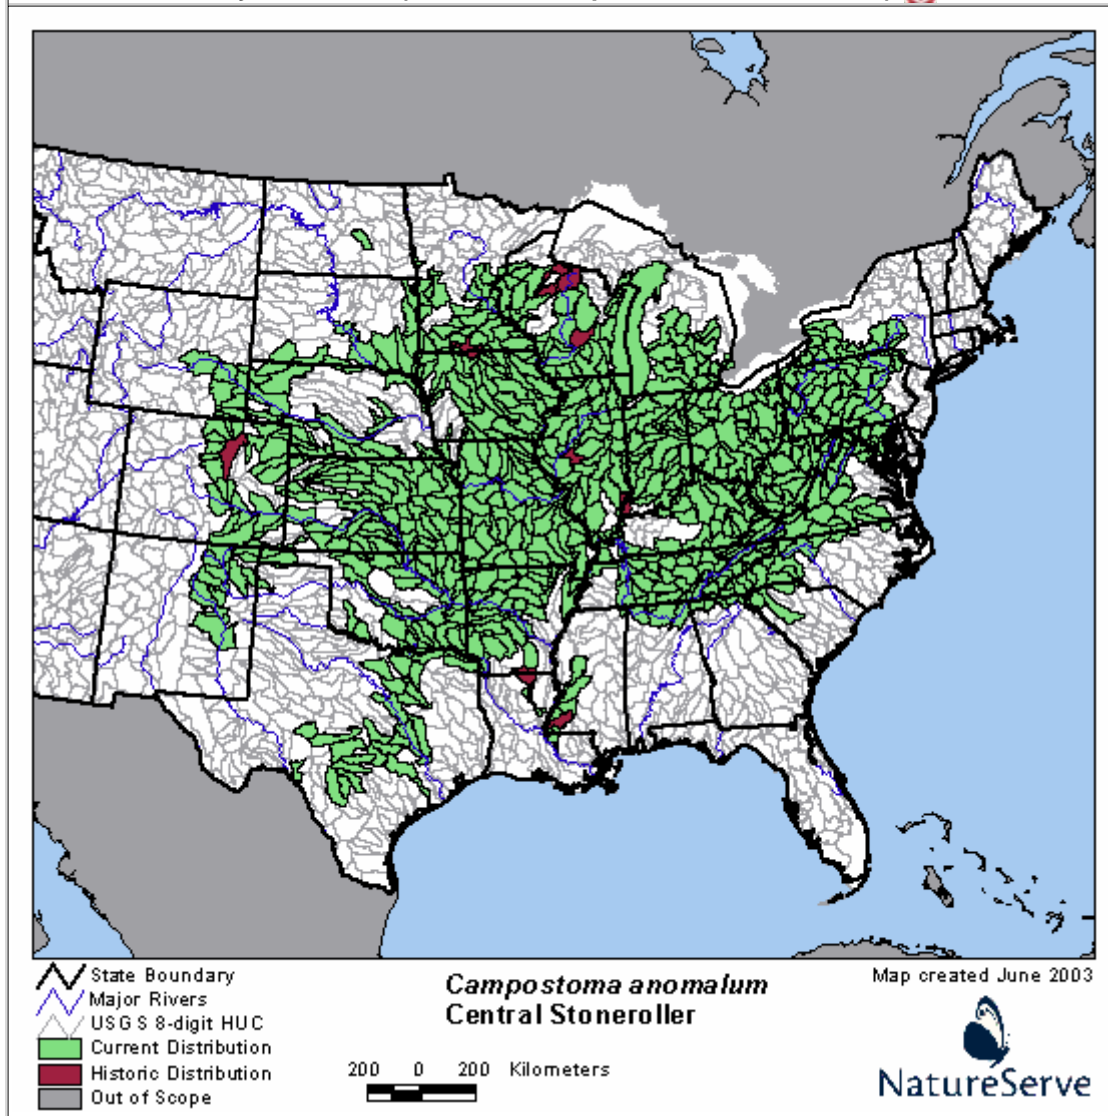 State Boundary
Major Rivers
USGS 8-digit HUC
Current Distribution
Historic Distribution
Out of Scope
Campostoma anomalum
Central Stoneroller
200 0 200 Kilometers
Map created June 2003
NatureServe